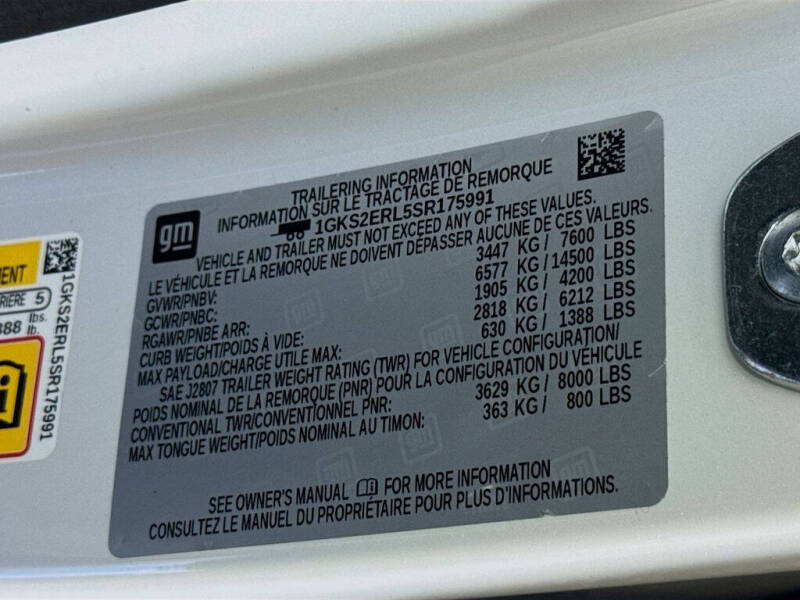 TRAILERING INFORMATION
INFORMATION SUR LE TRACTAGE DE REMORQUE
gm
1GKS2ERL5SR175991
VEHICLE AND TRAILER MUST NOT EXCEED ANY OF THESE VALUES.
LE VÉHICULE ET LA REMORQUE NE DOIVENT DÉPASSER AUCUNE DE CES VALEURS.
GVWR/PNBV: 3447 KG / 7600 LBS
GCWR/PNBC: 6577 KG / 14500 LBS
RGAWR/PNBE ARR: 1905 KG / 4200 LBS
CURB WEIGHT/POIDS À VIDE: 2818 KG / 6212 LBS
MAX PAYLOAD/CHARGE UTILE MAX: 630 KG / 1388 LBS
SAE J2807 TRAILER WEIGHT RATING (TWR) FOR VEHICLE CONFIGURATION/
POIDS NOMINAL DE LA REMORQUE (PNR) POUR LA CONFIGURATION DU VÉHICULE
CONVENTIONAL TWR/CONVENTIONNEL PNR: 3629 KG / 8000 LBS
MAX TONGUE WEIGHT/POIDS NOMINAL AU TIMON: 363 KG / 800 LBS
SEE OWNER'S MANUAL FOR MORE INFORMATION
CONSULTEZ LE MANUEL DU PROPRIÉTAIRE POUR PLUS D'INFORMATIONS.
5
lbs.
lb.
1GKS2ERL5SR175991